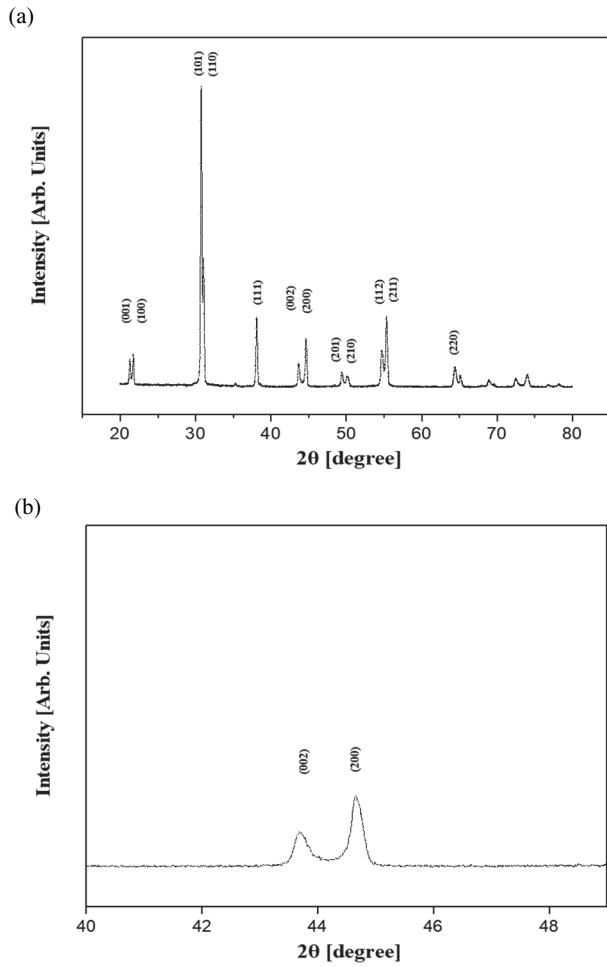 (a)
Intensity [Arb. Units]
(001)
(100)
(101)
(110)
(111)
(002)
(200)
(201)
(210)
(112)
(211)
(220)
20 30 40 50 60 70 80
2θ [degree]
(b)
Intensity [Arb. Units]
(002)
(200)
40 42 44 46 48
2θ [degree]